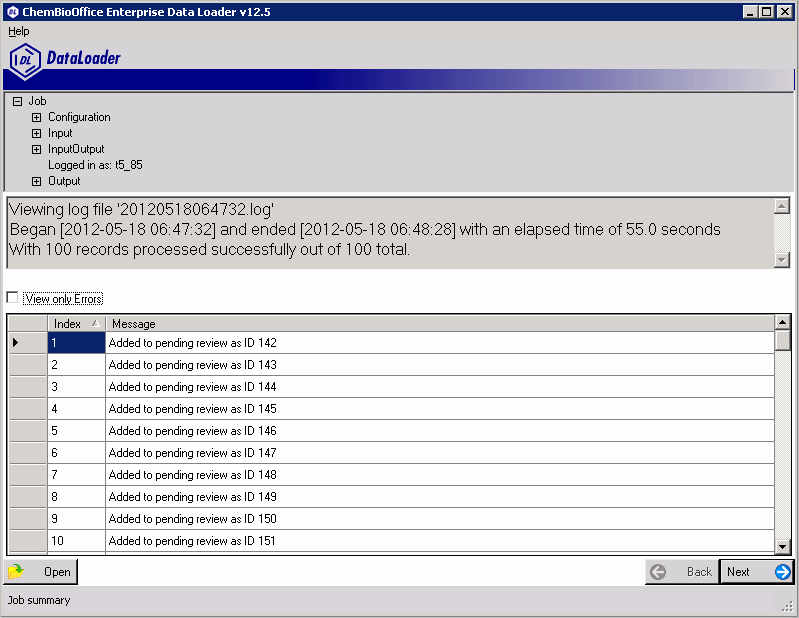 ChemBioOffice Enterprise Data Loader v12.5
Help
DL DataLoader
Job
Configuration
Input
InputOutput
Logged in as: t5_85
Output
Viewing log file '20120518064732.log'
Began [2012-05-18 06:47:32] and ended [2012-05-18 06:48:28] with an elapsed time of 55.0 seconds
With 100 records processed successfully out of 100 total.
View only Errors
Index Message
1 Added to pending review as ID 142
2 Added to pending review as ID 143
3 Added to pending review as ID 144
4 Added to pending review as ID 145
5 Added to pending review as ID 146
6 Added to pending review as ID 147
7 Added to pending review as ID 148
8 Added to pending review as ID 149
9 Added to pending review as ID 150
10 Added to pending review as ID 151
Open Back Next
Job summary